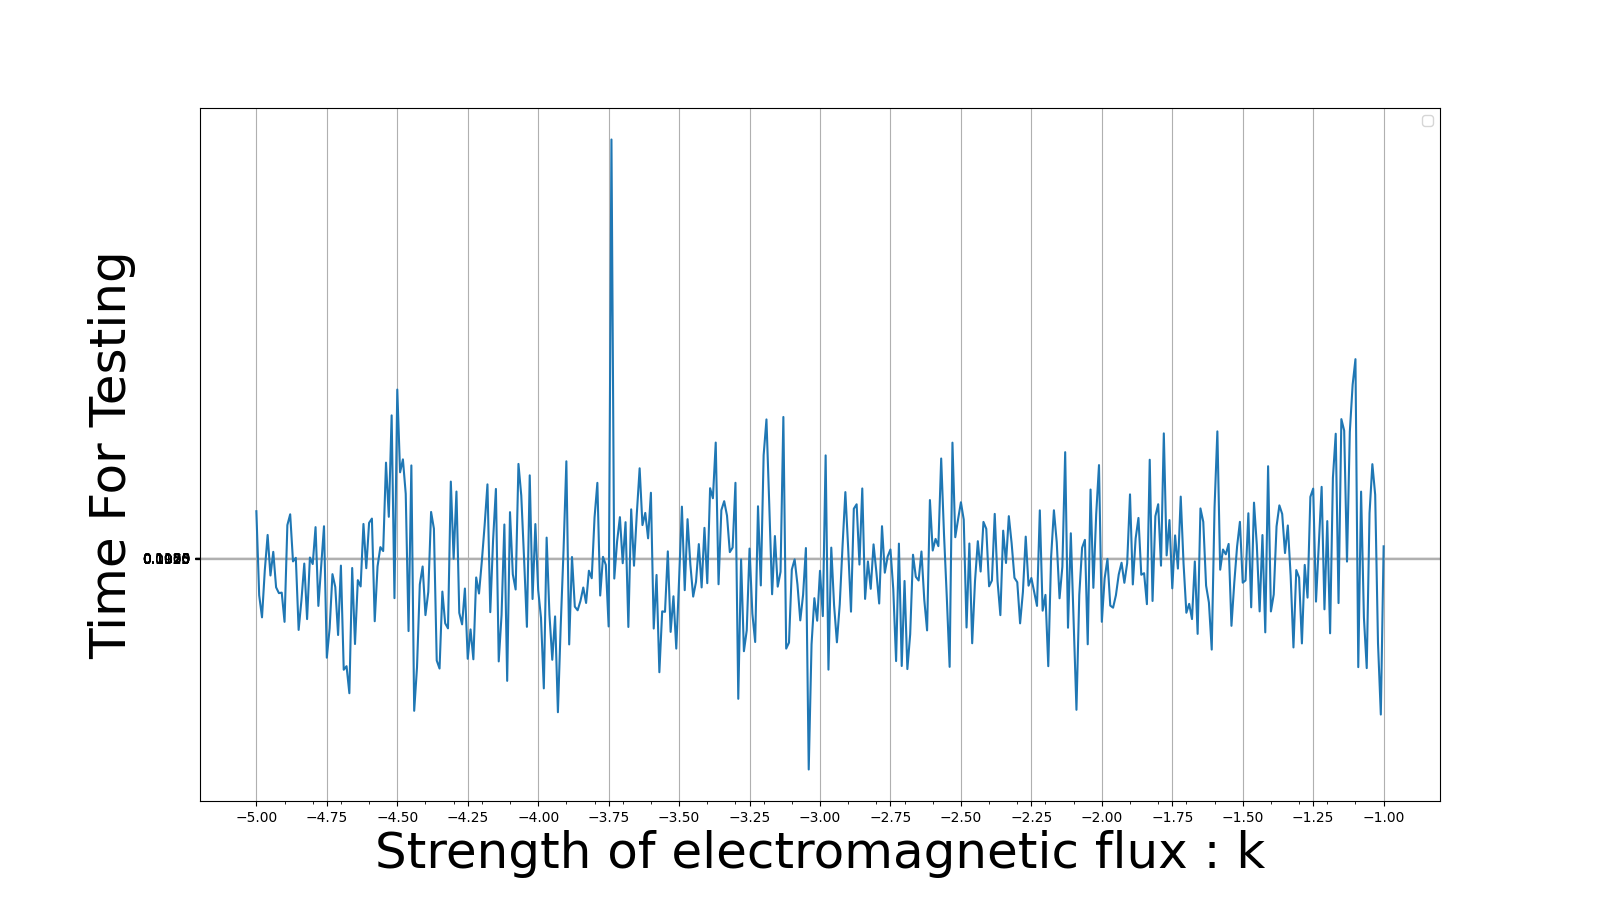 Time For Testing
−5.00 −4.75 −4.50 −4.25 −4.00 −3.75 −3.50 −3.25 −3.00 −2.75 −2.50 −2.25 −2.00 −1.75 −1.50 −1.25 −1.00
Strength of electromagnetic flux : k